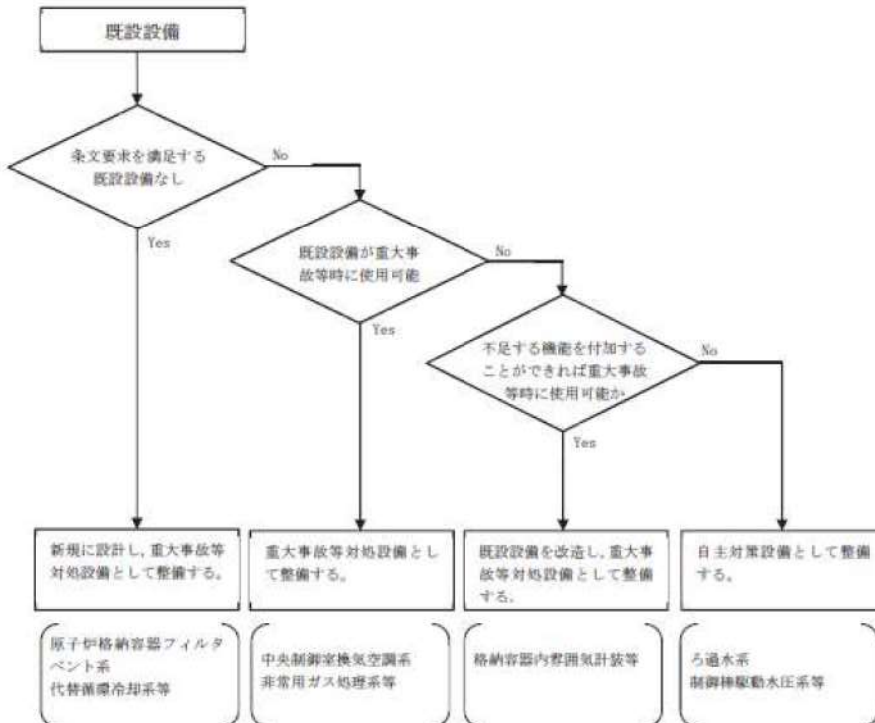 既設設備
条文要求を満足する
既設設備なし
No
Yes
既設設備が重大事
故等時に使用可能
No
Yes
不足する機能を付加する
ことができれば重大事故
等時に使用可能か
No
Yes
新規に設計し,重大事故等
対処設備として整備する。
重大事故等対処設備とし
て整備する。
既設設備を改造し,重大事
故等対処設備として整備
する.
自主対策設備として整備
する。
原子炉格納容器フィルタ
ベント系
代替循環冷却系等
中央制御室換気空調系
非常用ガス処理系等
格納容器内雰囲気計装等
ろ過水系
制御棒駆動水圧系等